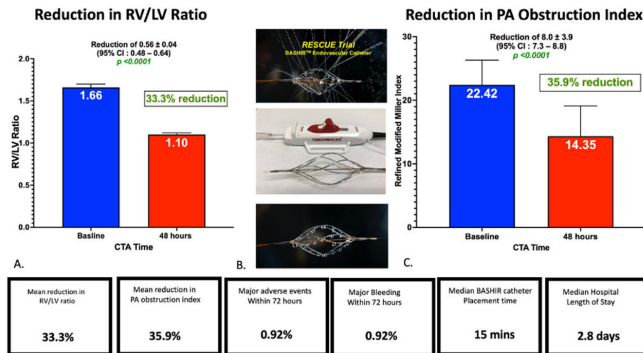 Reduction in RV/LV Ratio
Reduction of 0.56 ± 0.04
(95% CI : 0.48 – 0.64)
p <0.0001
33.3% reduction
RV/LV Ratio
2.0
1.5
1.0
0.5
0.0
1.66
1.10
Basline
48 hours
CTA Time
A.
RESCUE Trial
BASHIR™ Endovascular Catheter
B.
Reduction in PA Obstruction Index
Reduction of 8.0 ± 3.9
(95% CI : 7.3 – 8.8)
p <0.0001
35.9% reduction
Refined Modified Miller Index
30
20
10
0
22.42
14.35
Baseline
48 hours
CTA Time
C.
Mean reduction in
RV/LV ratio
33.3%
Mean reduction in
PA obstruction index
35.9%
Major adverse events
Within 72 hours
0.92%
Major Bleeding
Within 72 hours
0.92%
Median BASHIR catheter
Placement time
15 mins
Median Hospital
Length of Stay
2.8 days